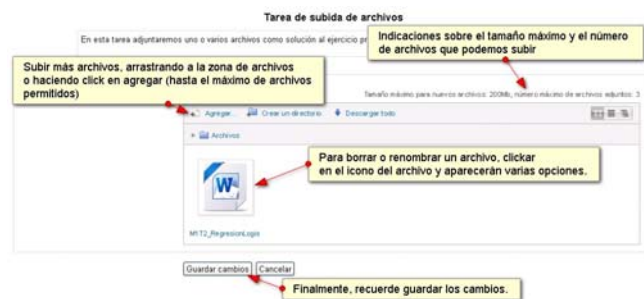 Tarea de subida de archivos
En esta tarea adjuntaremos uno o varios archivos como solución al ejercicio
Indicaciones sobre el tamaño máximo y el número
de archivos que podemos subir
Subir más archivos, arrastrando a la zona de archivos
o haciendo click en agregar (hasta el máximo de archivos
permitidos)
Tamaño máximo para nuevos archivos: 200Mb, número máximo de archivos adjuntos: 3
Agregar... Crear un directorio Descargar todo
Archivos
Para borrar o renombrar un archivo, clickar
en el icono del archivo y aparecerán varias opciones.
M1T2_RegresionLogis
Guardar cambios Cancelar
Finalmente, recuerde guardar los cambios.